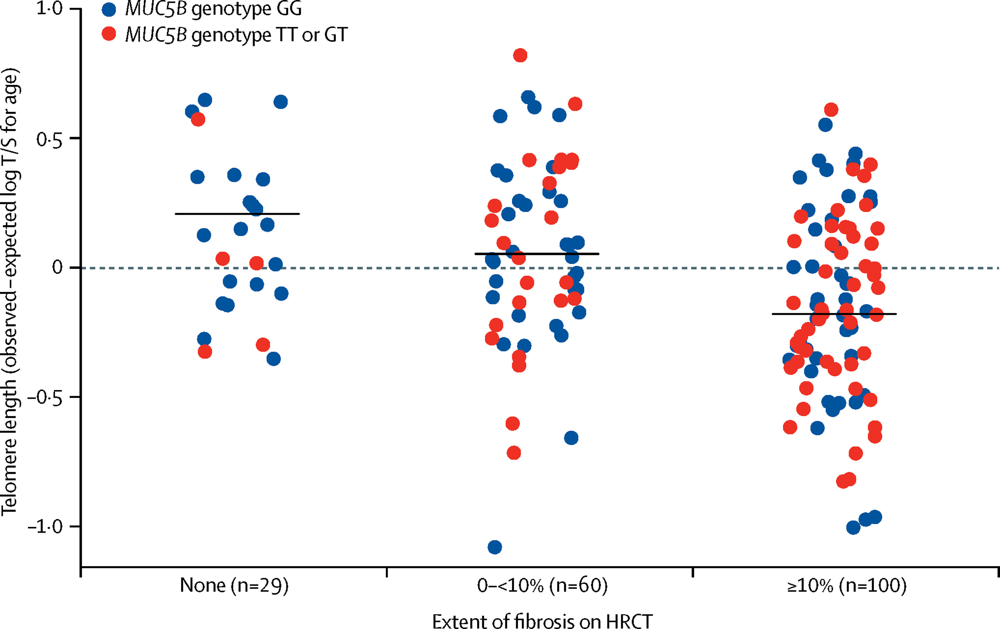 MUC5B genotype GG
MUC5B genotype TT or GT
Telomere length (observed–expected log T/S for age)
1·0
0·5
0
–0·5
–1·0
None (n=29)
0–<10% (n=60)
≥10% (n=100)
Extent of fibrosis on HRCT